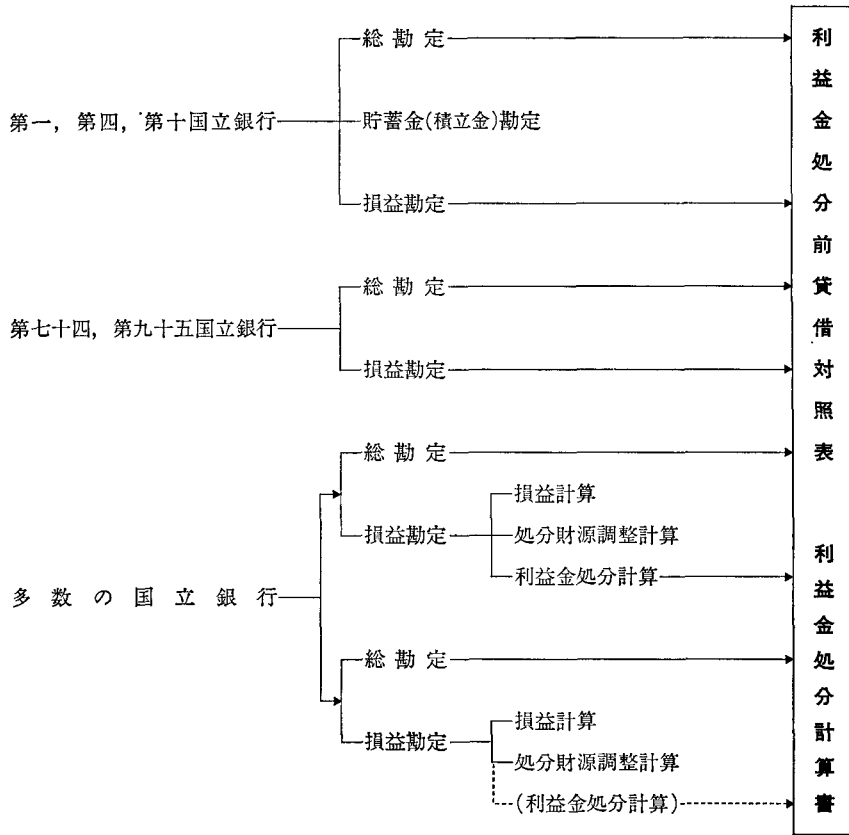 総勘定
第一，第四，第十国立銀行
貯蓄金(積立金)勘定
損益勘定
総勘定
第七十四，第九十五国立銀行
損益勘定
総勘定
損益計算
損益勘定
処分財源調整計算
利益金処分計算
多数の国立銀行
総勘定
損益計算
損益勘定
処分財源調整計算
(利益金処分計算)
利益金処分前貸借対照表
利益金処分計算書